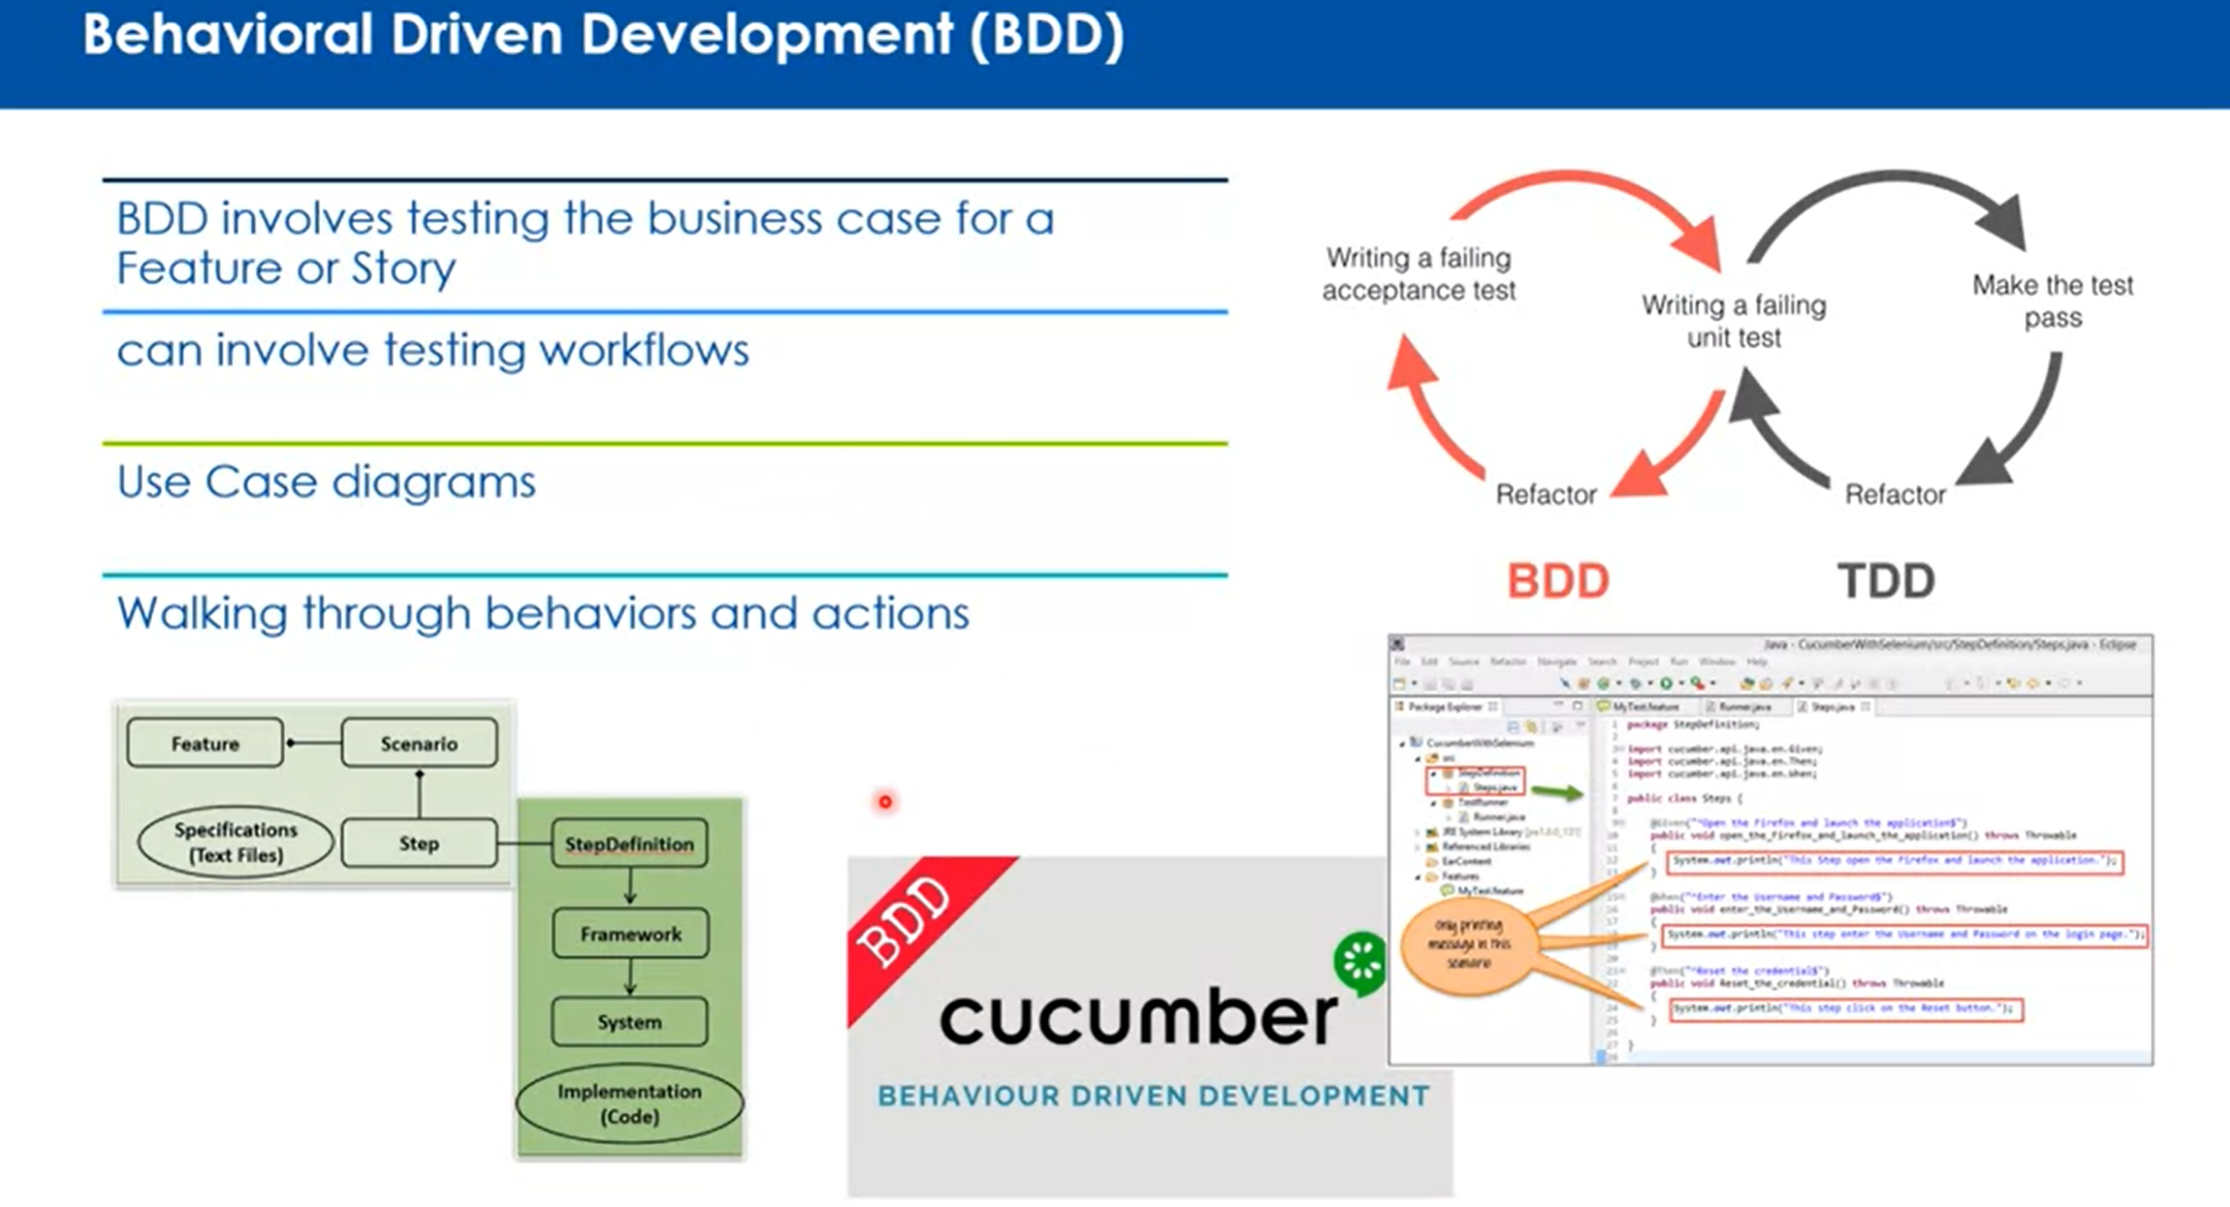 Behavioral Driven Development (BDD)
BDD involves testing the business case for a
Feature or Story
can involve testing workflows
Use Case diagrams
Walking through behaviors and actions
Writing a failing
acceptance test
Writing a failing
unit test
Make the test
pass
Refactor
Refactor
BDD
TDD
Feature
Scenario
Specifications
(Text Files)
Step
StepDefinition
Framework
System
Implementation
(Code)
BDD
cucumber
BEHAVIOUR DRIVEN DEVELOPMENT
Java - CucumberWithSelenium/src/StepDefinition/Steps.java - Eclipse
File Edit Source Refactor Navigate Search Project Run Window Help
Package Explorer
MyTest.feature
Runner.java
Steps.java
CucumberWithSelenium
src
StepDefinition
Steps.java
TestRunner
Runner.java
JRE System Library
Referenced Libraries
EarContent
Features
MyTest.feature
only printing
message in this
scenario
package StepDefinition;
import cucumber.api.java.en.Given;
import cucumber.api.java.en.Then;
import cucumber.api.java.en.When;
public class Steps {
@Given("^Open the Firefox and launch the application$")
public void open_the_Firefox_and_launch_the_application() throws Throwable
{
System.out.println("This Step open the Firefox and launch the application.");
}
@When("^Enter the Username and Password$")
public void enter_the_Username_and_Password() throws Throwable
{
System.out.println("This step enter the Username and Password on the login page.");
}
@Then("^Reset the credential$")
public void Reset_the_credential() throws Throwable
{
System.out.println("This step click on the Reset button.");
}
}